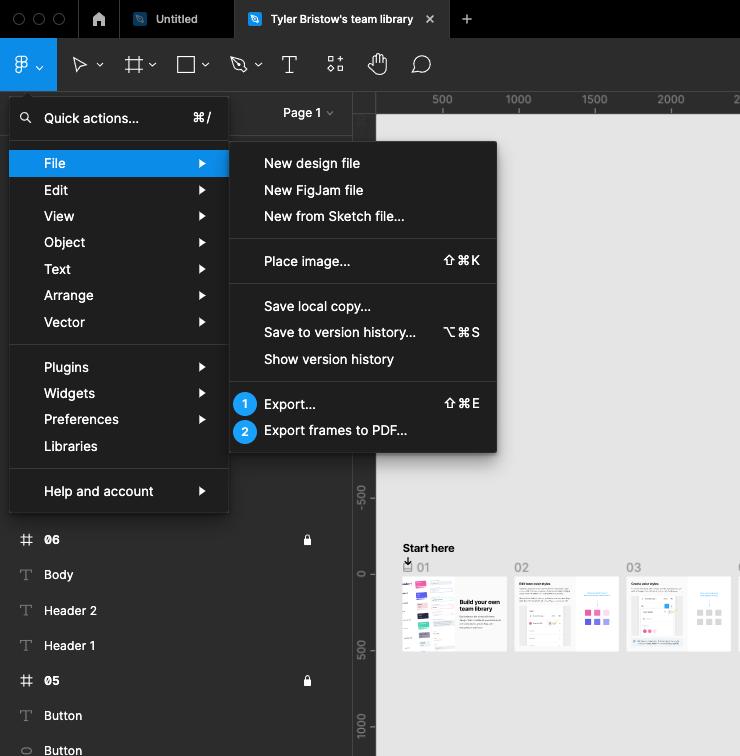 Untitled
Tyler Bristow's team library
Quick actions... ⌘/
Page 1
500 1000 1500 2000
File
Edit
View
Object
Text
Arrange
Vector
Plugins
Widgets
Preferences
Libraries
Help and account
New design file
New FigJam file
New from Sketch file...
Place image... ⇧⌘K
Save local copy...
Save to version history... ⌥⌘S
Show version history
1 Export... ⇧⌘E
2 Export frames to PDF...
06
Body
Header 2
Header 1
05
Button
Button
-500
0
500
1000
Start here
01 02 03
Build your own
team library
Edit team color styles
Create color styles